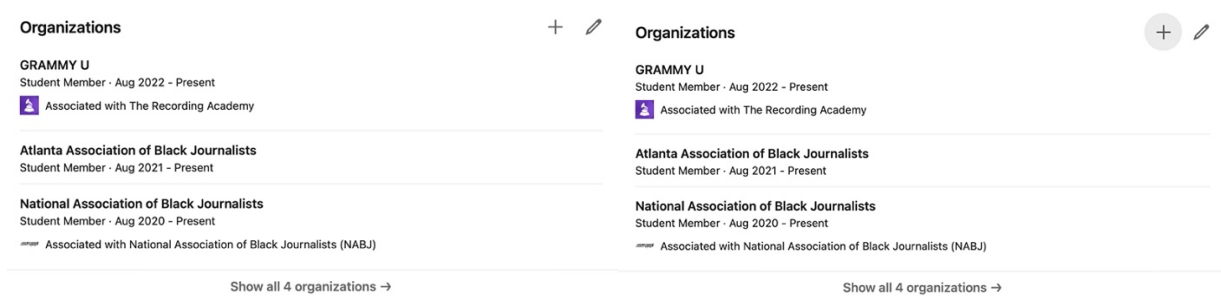 Organizations
GRAMMY U
Student Member · Aug 2022 - Present
Associated with The Recording Academy
Atlanta Association of Black Journalists
Student Member · Aug 2021 - Present
National Association of Black Journalists
Student Member · Aug 2020 - Present
Associated with National Association of Black Journalists (NABJ)
Show all 4 organizations →
Organizations
GRAMMY U
Student Member · Aug 2022 - Present
Associated with The Recording Academy
Atlanta Association of Black Journalists
Student Member · Aug 2021 - Present
National Association of Black Journalists
Student Member · Aug 2020 - Present
Associated with National Association of Black Journalists (NABJ)
Show all 4 organizations →